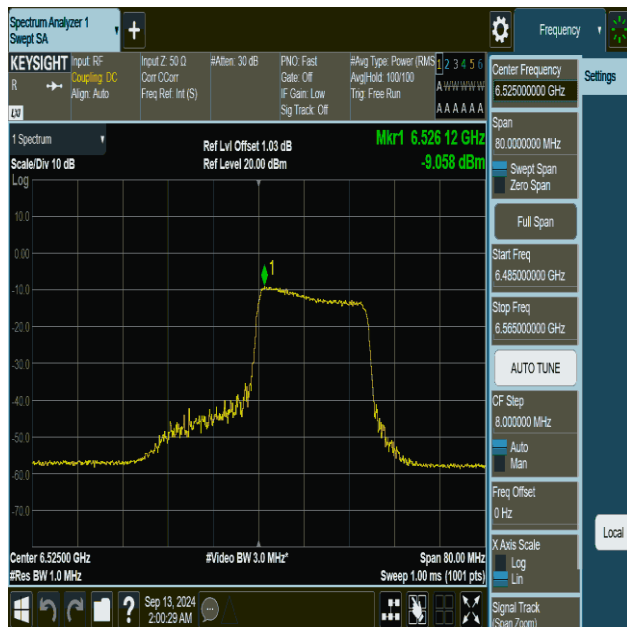 Spectrum Analyzer 1
Swept SA
Frequency
KEYSIGHT
R
LXI
Input: RF
Coupling: DC
Align: Auto
Input Z: 50 Ω
Corr CCorr
Freq Ref: Int (S)
#Atten: 30 dB
PNO: Fast
Gate: Off
IF Gain: Low
Sig Track: Off
#Avg Type: Power (RMS
Avg|Hold: 100/100
Trig: Free Run
1 2 3 4 5 6
A W W W W W
A A A A A A
1 Spectrum
Scale/Div 10 dB
Log
Ref Lvl Offset 1.03 dB
Ref Level 20.00 dBm
Mkr1 6.526 12 GHz
-9.058 dBm
10.0
0.00
-10.0
-20.0
-30.0
-40.0
-50.0
-60.0
-70.0
1
Center 6.52500 GHz
#Res BW 1.0 MHz
#Video BW 3.0 MHz*
Span 80.00 MHz
Sweep 1.00 ms (1001 pts)
Sep 13, 2024
2:00:29 AM
Center Frequency
6.525000000 GHz
Settings
Span
80.0000000 MHz
Swept Span
Zero Span
Full Span
Start Freq
6.485000000 GHz
Stop Freq
6.565000000 GHz
AUTO TUNE
CF Step
8.000000 MHz
Auto
Man
Freq Offset
0 Hz
Local
X Axis Scale
Log
Lin
Signal Track
(Span Zoom)